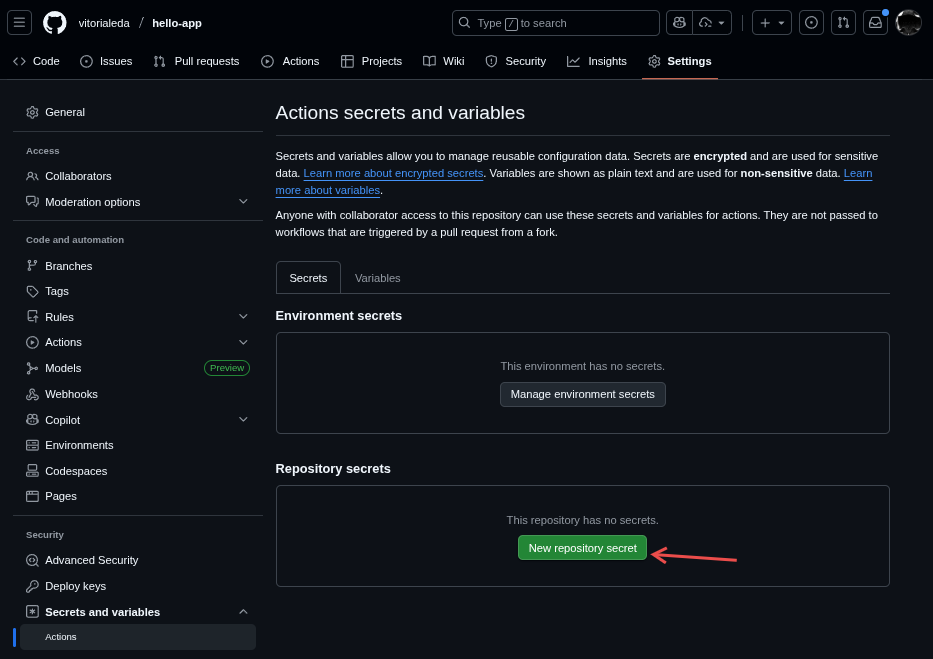 vitorialeda / hello-app
Type / to search
Code
Issues
Pull requests
Actions
Projects
Wiki
Security
Insights
Settings
General
Access
Collaborators
Moderation options
Code and automation
Branches
Tags
Rules
Actions
Models Preview
Webhooks
Copilot
Environments
Codespaces
Pages
Security
Advanced Security
Deploy keys
Secrets and variables
Actions
Actions secrets and variables
Secrets and variables allow you to manage reusable configuration data. Secrets are encrypted and are used for sensitive
data. Learn more about encrypted secrets. Variables are shown as plain text and are used for non-sensitive data. Learn
more about variables.
Anyone with collaborator access to this repository can use these secrets and variables for actions. They are not passed to
workflows that are triggered by a pull request from a fork.
Secrets
Variables
Environment secrets
This environment has no secrets.
Manage environment secrets
Repository secrets
This repository has no secrets.
New repository secret